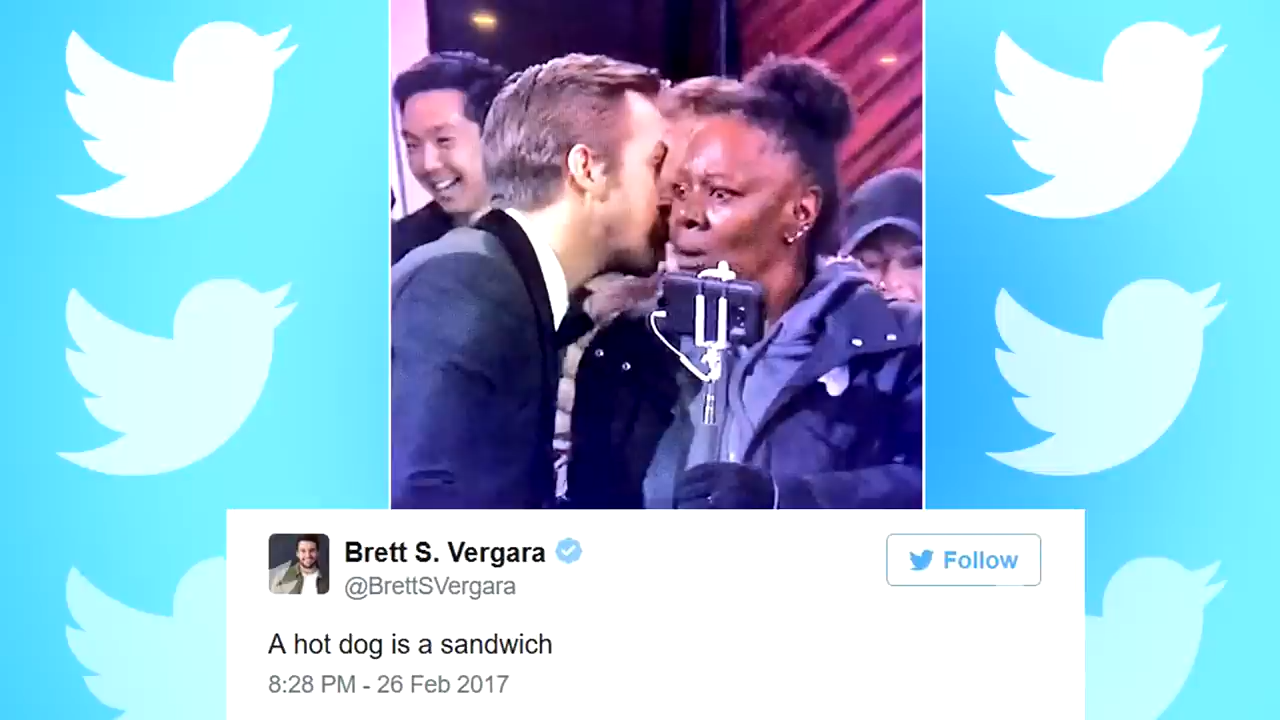 Brett S. Vergara
@BrettSVergara
Follow
A hot dog is a sandwich
8:28 PM - 26 Feb 2017